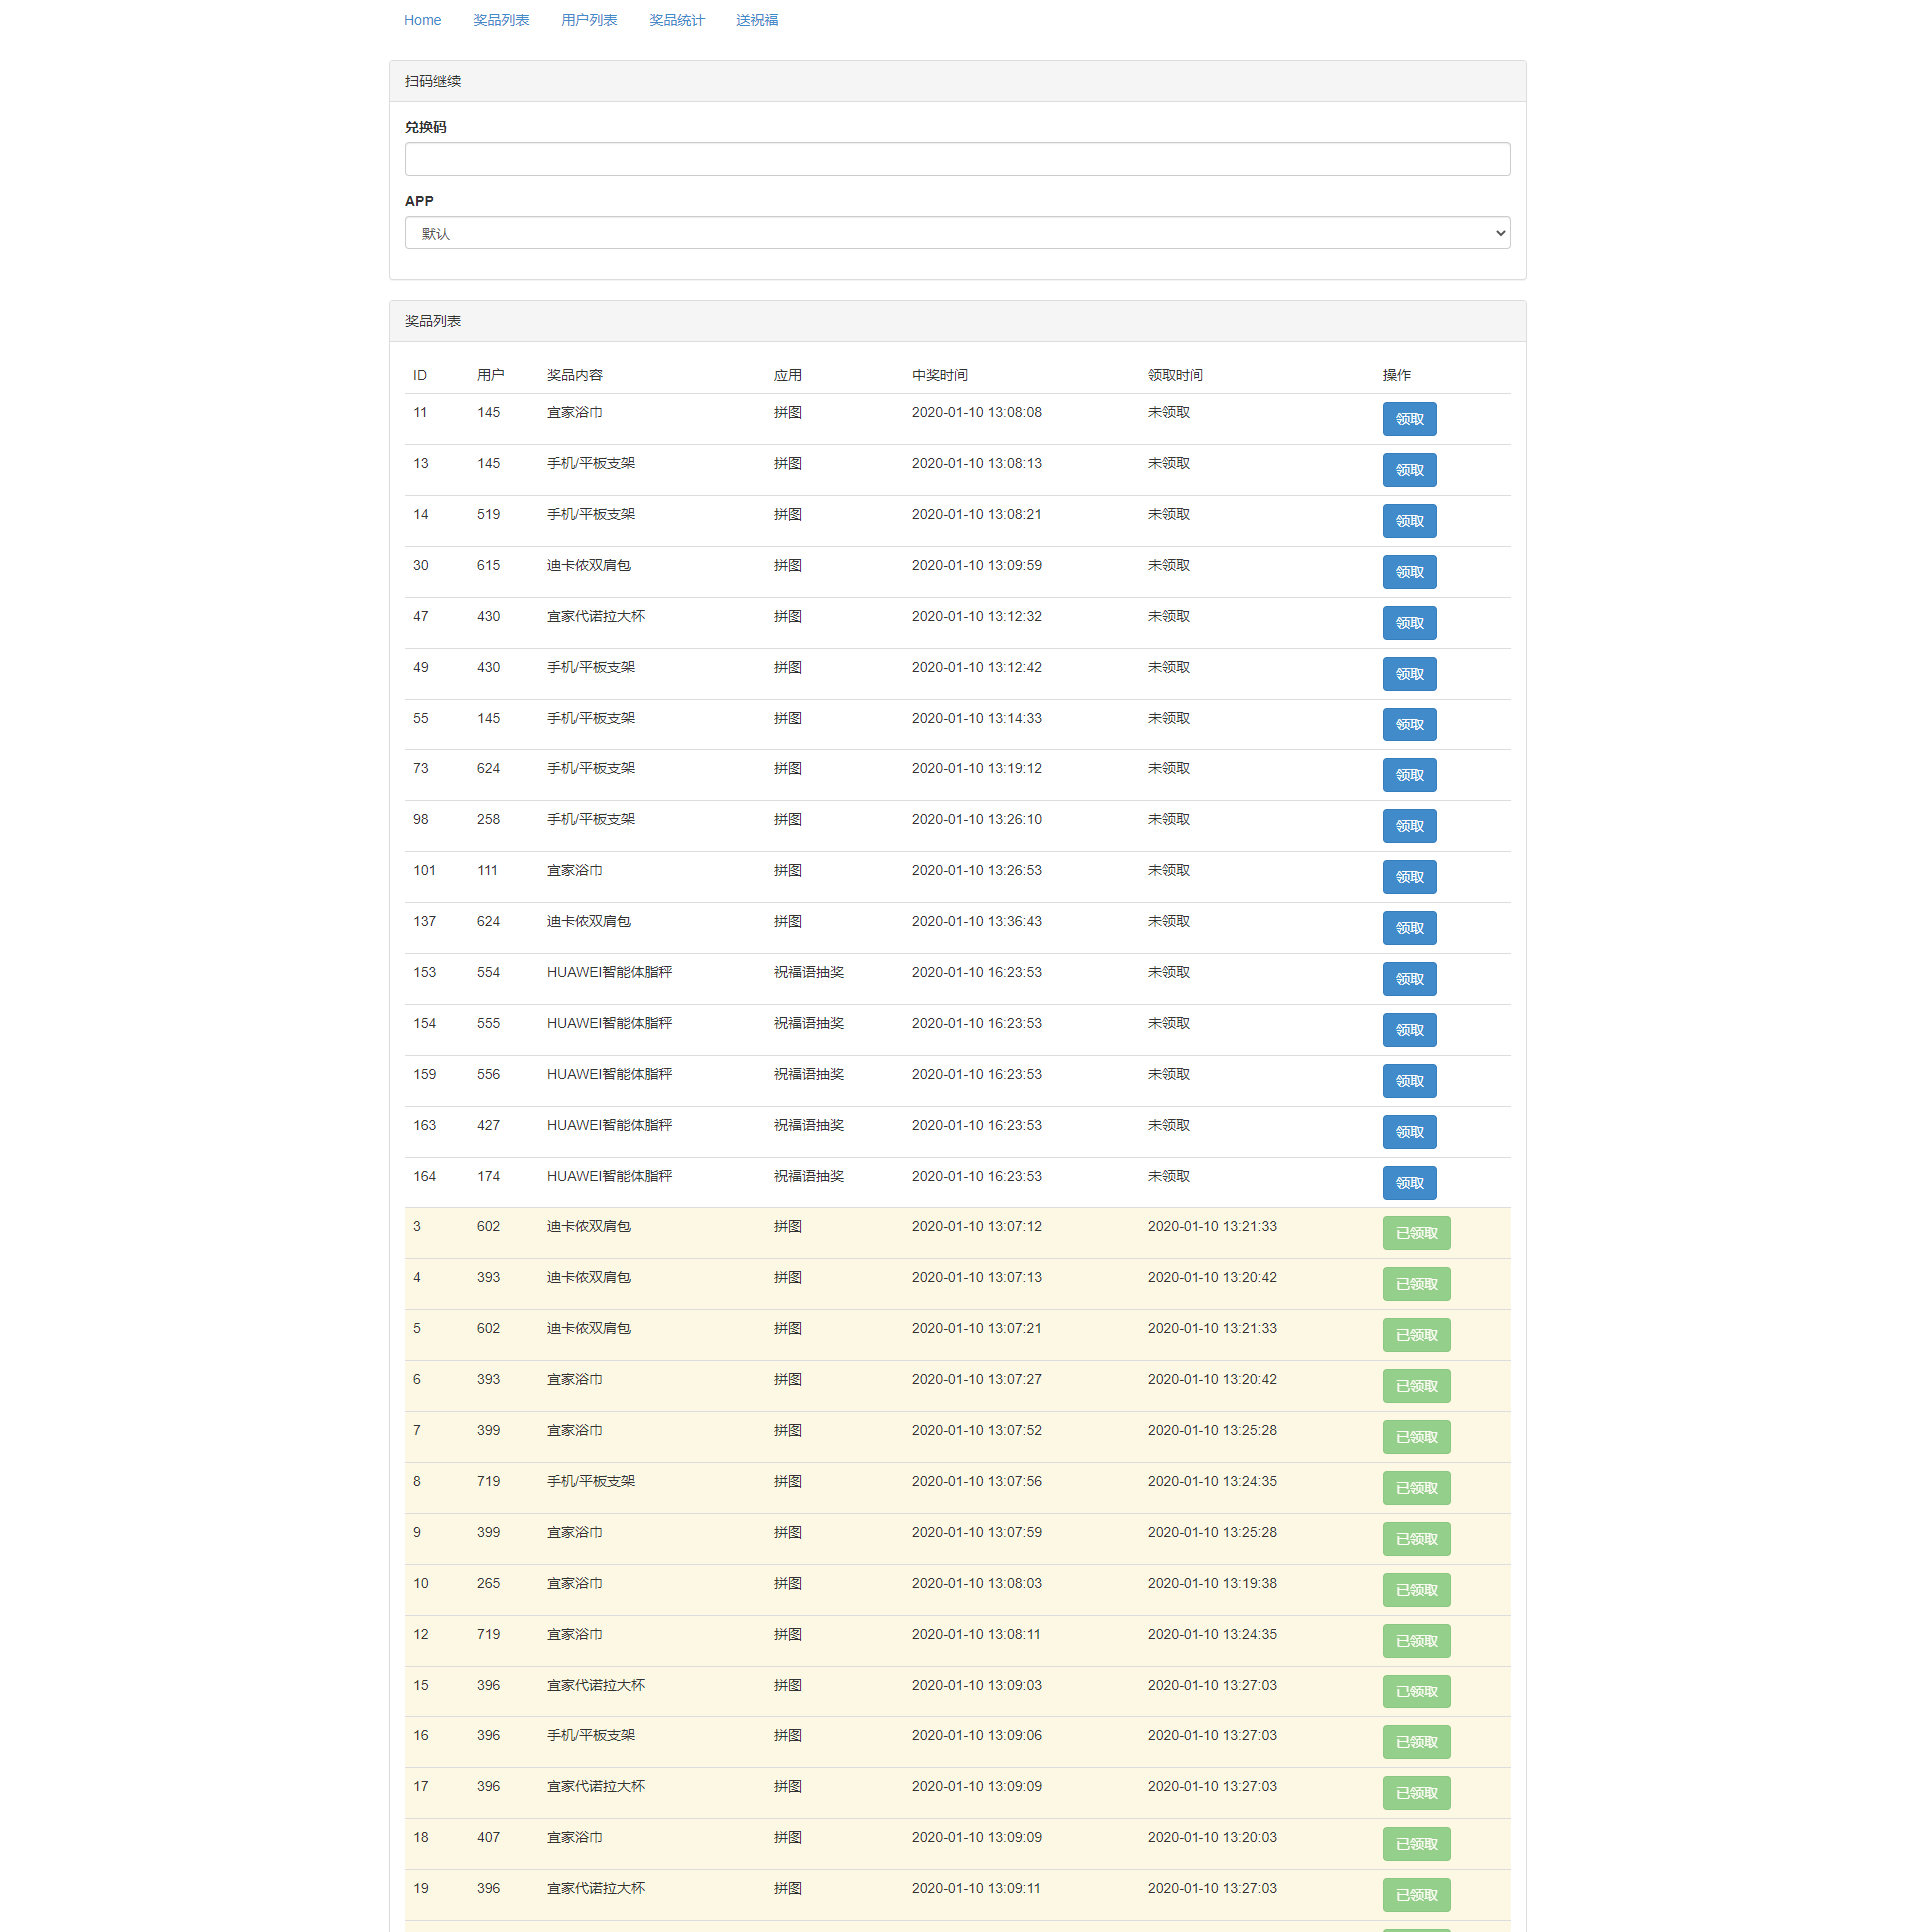 Home 奖品列表 用户列表 奖品统计 送祝福
扫码继续
兑换码
APP
默认
奖品列表
ID 用户 奖品内容 应用 中奖时间 领取时间 操作
11 145 宜家浴巾 拼图 2020-01-10 13:08:08 未领取 领取
13 145 手机/平板支架 拼图 2020-01-10 13:08:13 未领取 领取
14 519 手机/平板支架 拼图 2020-01-10 13:08:21 未领取 领取
30 615 迪卡侬双肩包 拼图 2020-01-10 13:09:59 未领取 领取
47 430 宜家代诺拉大杯 拼图 2020-01-10 13:12:32 未领取 领取
49 430 手机/平板支架 拼图 2020-01-10 13:12:42 未领取 领取
55 145 手机/平板支架 拼图 2020-01-10 13:14:33 未领取 领取
73 624 手机/平板支架 拼图 2020-01-10 13:19:12 未领取 领取
98 258 手机/平板支架 拼图 2020-01-10 13:26:10 未领取 领取
101 111 宜家浴巾 拼图 2020-01-10 13:26:53 未领取 领取
137 624 迪卡侬双肩包 拼图 2020-01-10 13:36:43 未领取 领取
153 554 HUAWEI智能体脂秤 祝福语抽奖 2020-01-10 16:23:53 未领取 领取
154 555 HUAWEI智能体脂秤 祝福语抽奖 2020-01-10 16:23:53 未领取 领取
159 556 HUAWEI智能体脂秤 祝福语抽奖 2020-01-10 16:23:53 未领取 领取
163 427 HUAWEI智能体脂秤 祝福语抽奖 2020-01-10 16:23:53 未领取 领取
164 174 HUAWEI智能体脂秤 祝福语抽奖 2020-01-10 16:23:53 未领取 领取
3 602 迪卡侬双肩包 拼图 2020-01-10 13:07:12 2020-01-10 13:21:33 已领取
4 393 迪卡侬双肩包 拼图 2020-01-10 13:07:13 2020-01-10 13:20:42 已领取
5 602 迪卡侬双肩包 拼图 2020-01-10 13:07:21 2020-01-10 13:21:33 已领取
6 393 宜家浴巾 拼图 2020-01-10 13:07:27 2020-01-10 13:20:42 已领取
7 399 宜家浴巾 拼图 2020-01-10 13:07:52 2020-01-10 13:25:28 已领取
8 719 手机/平板支架 拼图 2020-01-10 13:07:56 2020-01-10 13:24:35 已领取
9 399 宜家浴巾 拼图 2020-01-10 13:07:59 2020-01-10 13:25:28 已领取
10 265 宜家浴巾 拼图 2020-01-10 13:08:03 2020-01-10 13:19:38 已领取
12 719 宜家浴巾 拼图 2020-01-10 13:08:11 2020-01-10 13:24:35 已领取
15 396 宜家代诺拉大杯 拼图 2020-01-10 13:09:03 2020-01-10 13:27:03 已领取
16 396 手机/平板支架 拼图 2020-01-10 13:09:06 2020-01-10 13:27:03 已领取
17 396 宜家代诺拉大杯 拼图 2020-01-10 13:09:09 2020-01-10 13:27:03 已领取
18 407 宜家浴巾 拼图 2020-01-10 13:09:09 2020-01-10 13:20:03 已领取
19 396 宜家代诺拉大杯 拼图 2020-01-10 13:09:11 2020-01-10 13:27:03 已领取